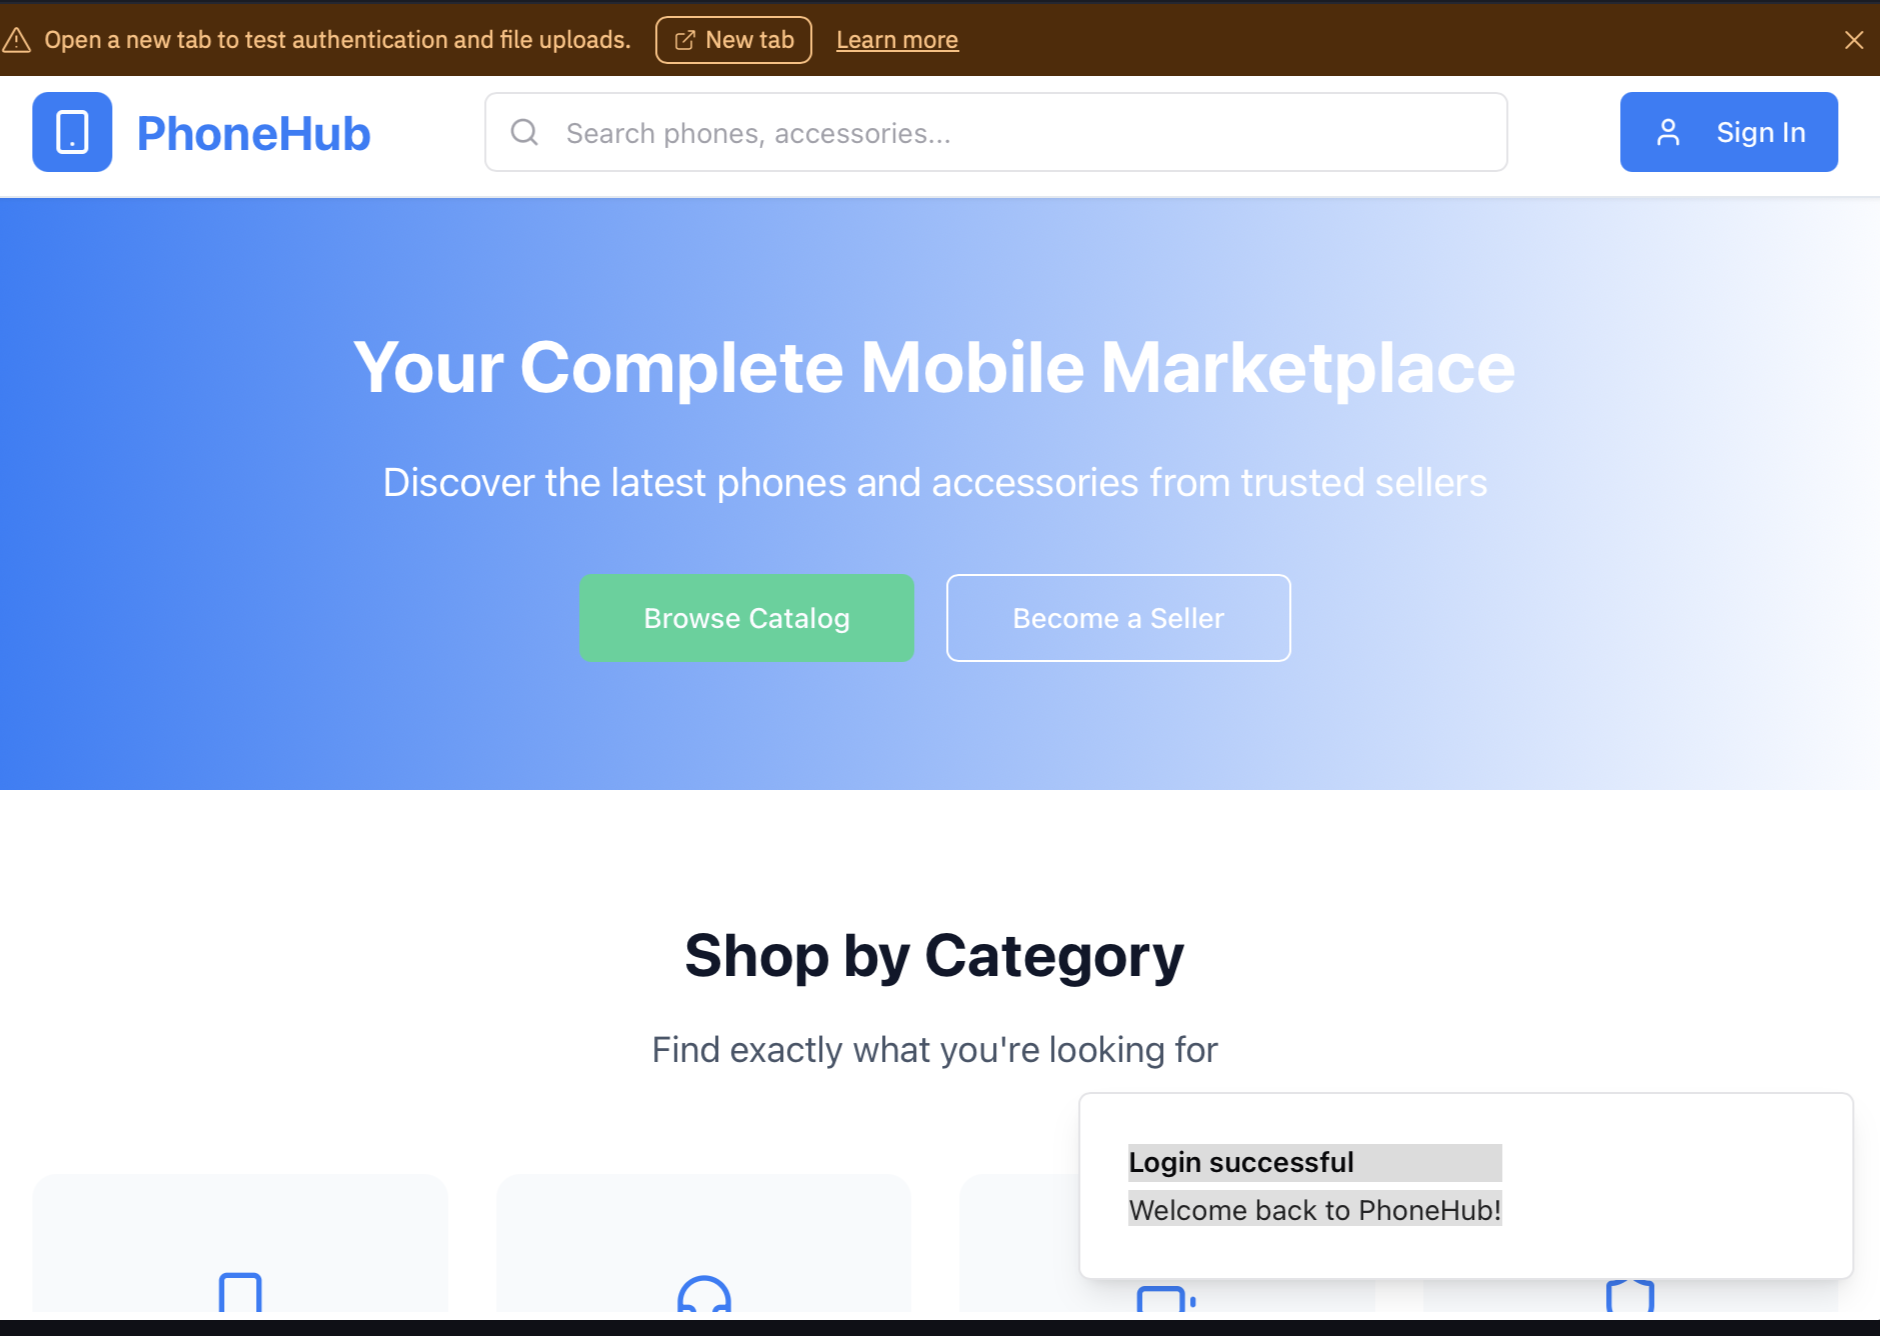 Open a new tab to test authentication and file uploads. New tab Learn more
PhoneHub
Search phones, accessories...
Sign In
Your Complete Mobile Marketplace
Discover the latest phones and accessories from trusted sellers
Browse Catalog
Become a Seller
Shop by Category
Find exactly what you're looking for
Login successful
Welcome back to PhoneHub!